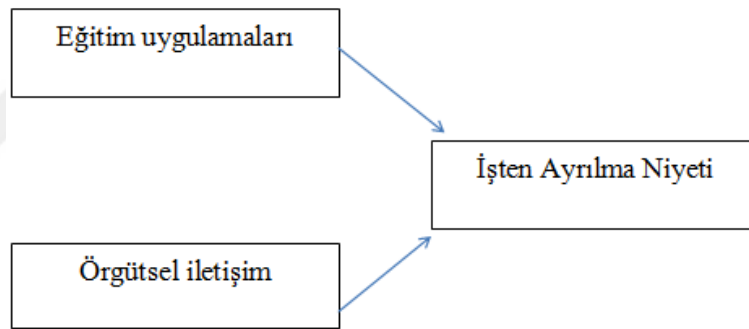 Eğitim uygulamaları
İşten Ayrılma Niyeti
Örgütsel iletişim